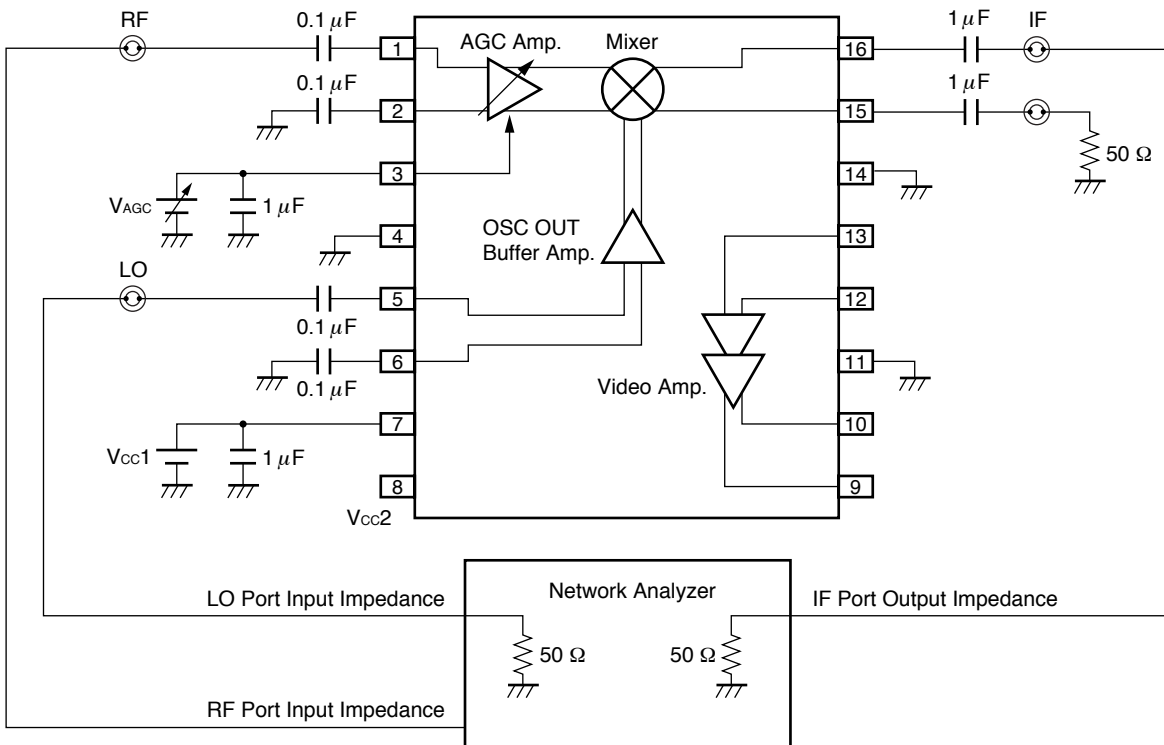 RF
0.1 μF
1
AGC Amp.
Mixer
16
1 μF
IF
0.1 μF
2
15
1 μF
50 Ω
3
14
VAGC
1 μF
4
OSC OUT
Buffer Amp.
13
LO
5
0.1 μF
12
6
0.1 μF
11
Video Amp.
7
10
VCC1
1 μF
8
9
VCC2
LO Port Input Impedance
Network Analyzer
IF Port Output Impedance
50 Ω
50 Ω
RF Port Input Impedance